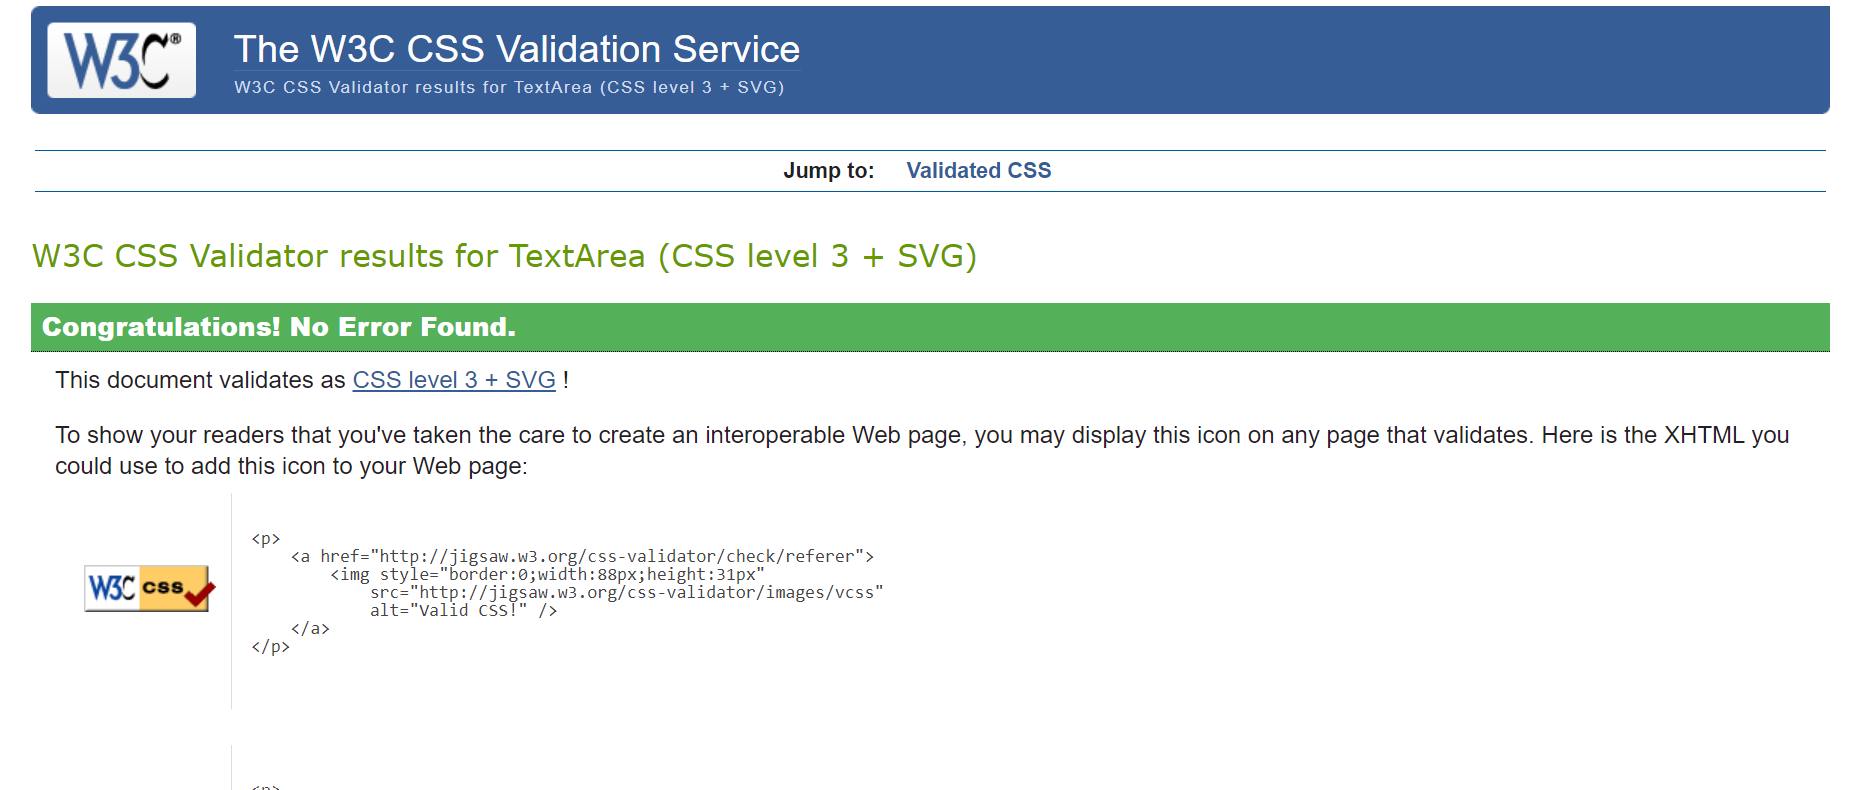 W3C®
The W3C CSS Validation Service
W3C CSS Validator results for TextArea (CSS level 3 + SVG)
Jump to: Validated CSS
W3C CSS Validator results for TextArea (CSS level 3 + SVG)
Congratulations! No Error Found.
This document validates as CSS level 3 + SVG !
To show your readers that you've taken the care to create an interoperable Web page, you may display this icon on any page that validates. Here is the XHTML you
could use to add this icon to your Web page:
<p>
<a href="http://jigsaw.w3.org/css-validator/check/referer">
<img style="border:0;width:88px;height:31px"
W3C css
src="http://jigsaw.w3.org/css-validator/images/vcss"
alt="Valid CSS!" />
</a>
</p>